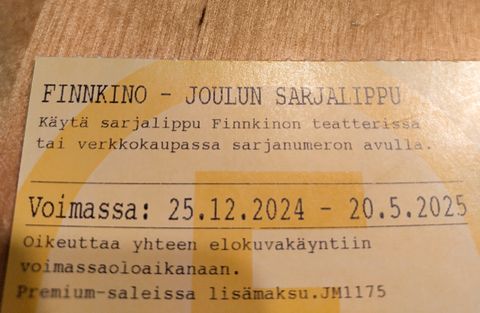 FINNKINO - JOULUN SARJALIPPU
Käytä sarjalippu Finnkinon teatterissa
tai verkkokaupassa sarjanumeron avulla.
Voimassa: 25.12.2024 - 20.5.2025
Oikeuttaa yhteen elokuvakäyntiin
voimassaoloaikanaan.
Premium-saleissa lisämaksu.JM1175